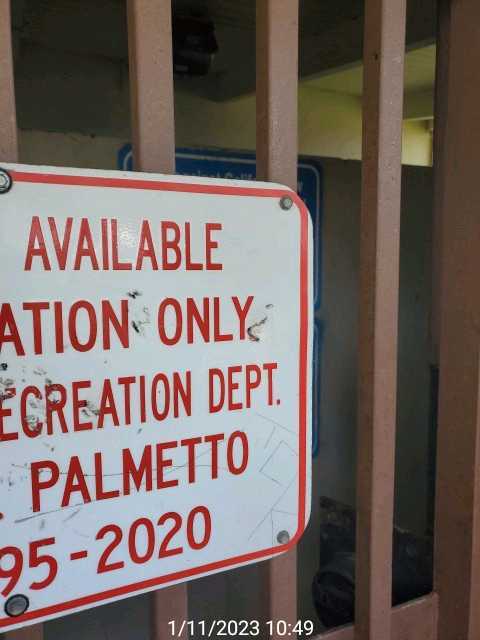 AVAILABLE
ATION ONLY
ECREATION DEPT.
PALMETTO
95-2020
1/11/2023 10:49